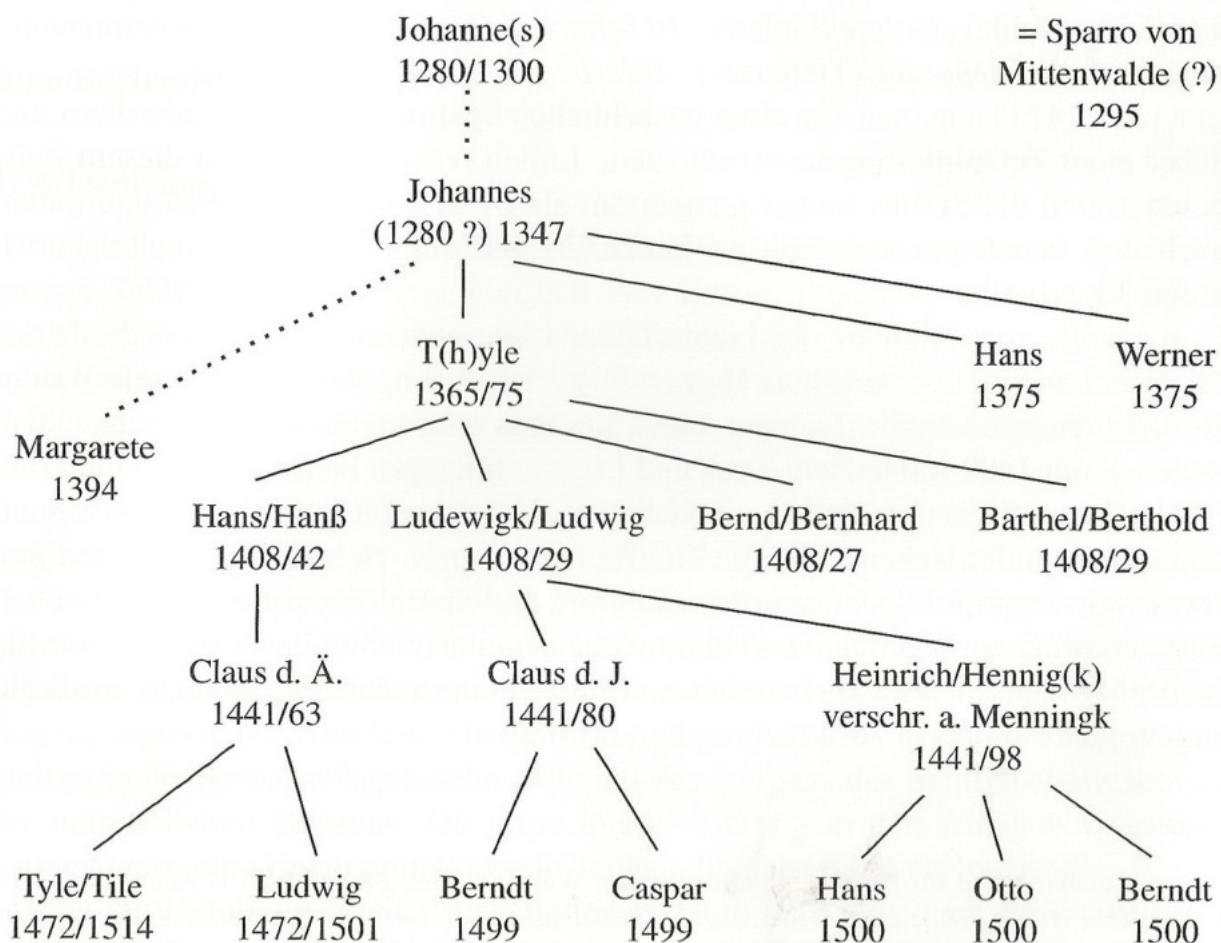 Johanne(s)
1280/1300
= Sparro von
Mittenwalde (?)
1295
Johannes
(1280 ?) 1347
T(h)yle
1365/75
Hans
1375
Werner
1375
Margarete
1394
Hans/Hanß
1408/42
Ludewigk/Ludwig
1408/29
Bernd/Bernhard
1408/27
Barthel/Berthold
1408/29
Claus d. Ä.
1441/63
Claus d. J.
1441/80
Heinrich/Hennig(k)
verschr. a. Menningk
1441/98
Tyle/Tile
1472/1514
Ludwig
1472/1501
Berndt
1499
Caspar
1499
Hans
1500
Otto
1500
Berndt
1500